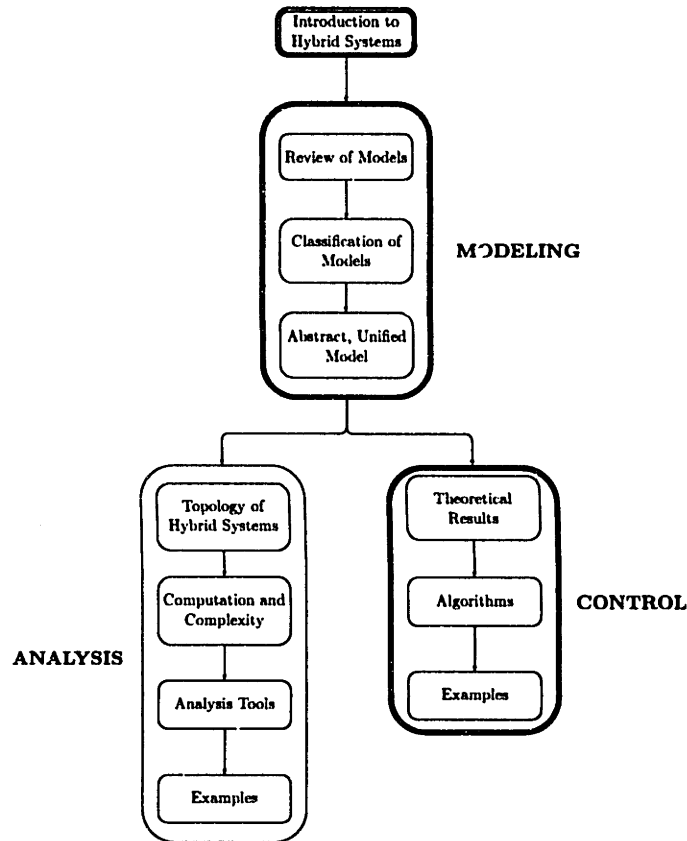 Introduction to
Hybrid Systems
Review of Models
Classification of
Models
MODELING
Abstract, Unified
Model
Topology of
Hybrid Systems
Computation and
Complexity
ANALYSIS
Analysis Tools
Examples
Theoretical
Results
Algorithms
CONTROL
Examples